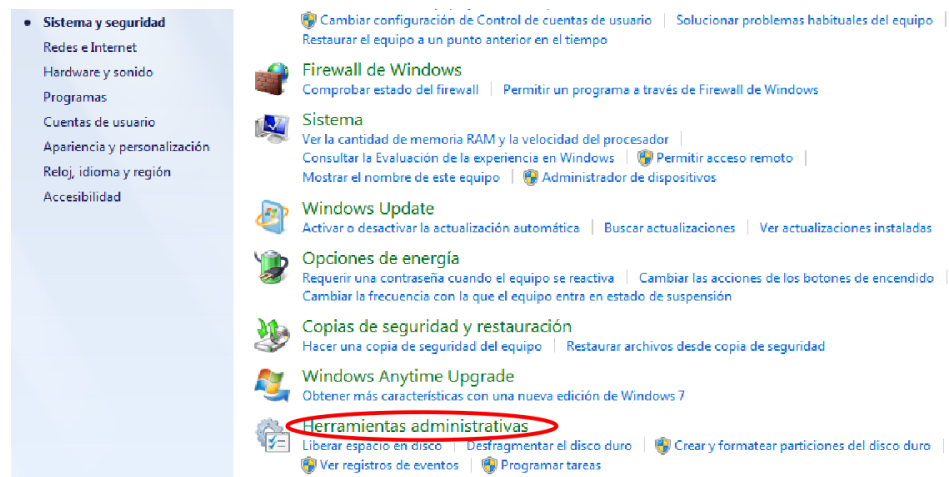 Sistema y seguridad
Redes e Internet
Hardware y sonido
Programas
Cuentas de usuario
Apariencia y personalización
Reloj, idioma y región
Accesibilidad
Cambiar configuración de Control de cuentas de usuario | Solucionar problemas habituales del equipo |
Restaurar el equipo a un punto anterior en el tiempo
Firewall de Windows
Comprobar estado del firewall | Permitir un programa a través de Firewall de Windows
Sistema
Ver la cantidad de memoria RAM y la velocidad del procesador |
Consultar la Evaluación de la experiencia en Windows | Permitir acceso remoto |
Mostrar el nombre de este equipo | Administrador de dispositivos
Windows Update
Activar o desactivar la actualización automática | Buscar actualizaciones | Ver actualizaciones instaladas
Opciones de energía
Requerir una contraseña cuando el equipo se reactiva | Cambiar las acciones de los botones de encendido |
Cambiar la frecuencia con la que el equipo entra en estado de suspensión
Copias de seguridad y restauración
Hacer una copia de seguridad del equipo | Restaurar archivos desde copia de seguridad
Windows Anytime Upgrade
Obtener más características con una nueva edición de Windows 7
Herramientas administrativas
Liberar espacio en disco | Desfragmentar el disco duro | Crear y formatear particiones del disco duro |
Ver registros de eventos | Programar tareas